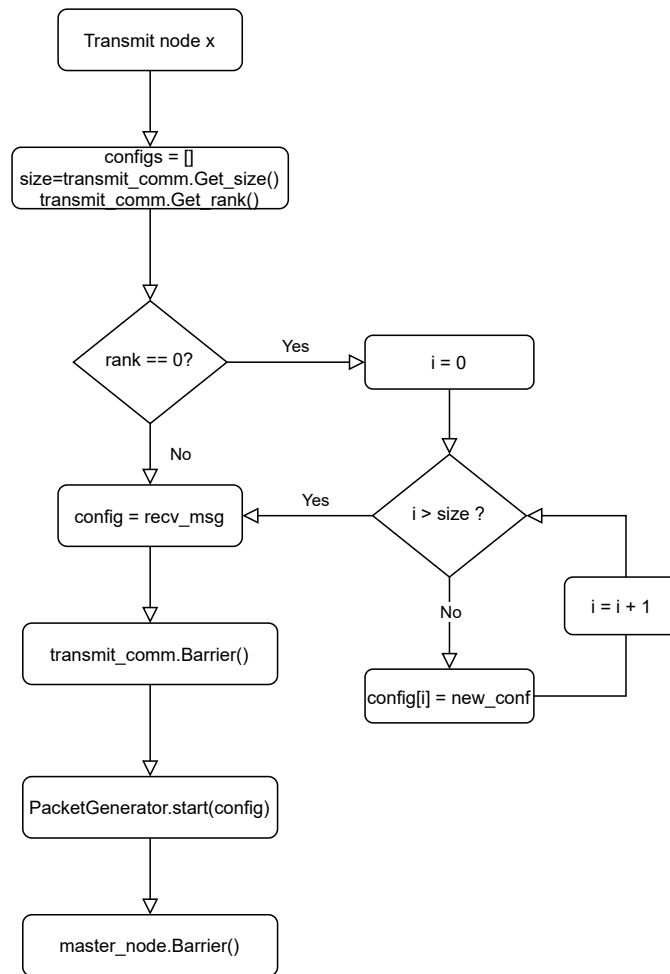 Transmit node x
configs = []
size=transmit_comm.Get_size()
transmit_comm.Get_rank()
rank == 0?
Yes
i = 0
No
config = recv_msg
Yes
i > size ?
i = i + 1
No
transmit_comm.Barrier()
config[i] = new_conf
PacketGenerator.start(config)
master_node.Barrier()